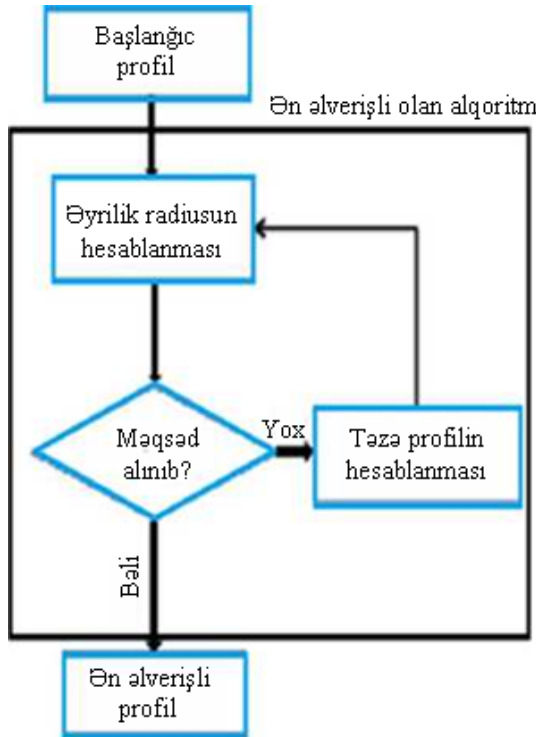 Başlanğıc
profil
Ən əlverişli olan alqoritm
Əyrilik radiusun
hesablanması
Məqsəd
alınıb?
Yox
Təzə profilin
hesablanması
Bəli
Ən əlverişli
profil